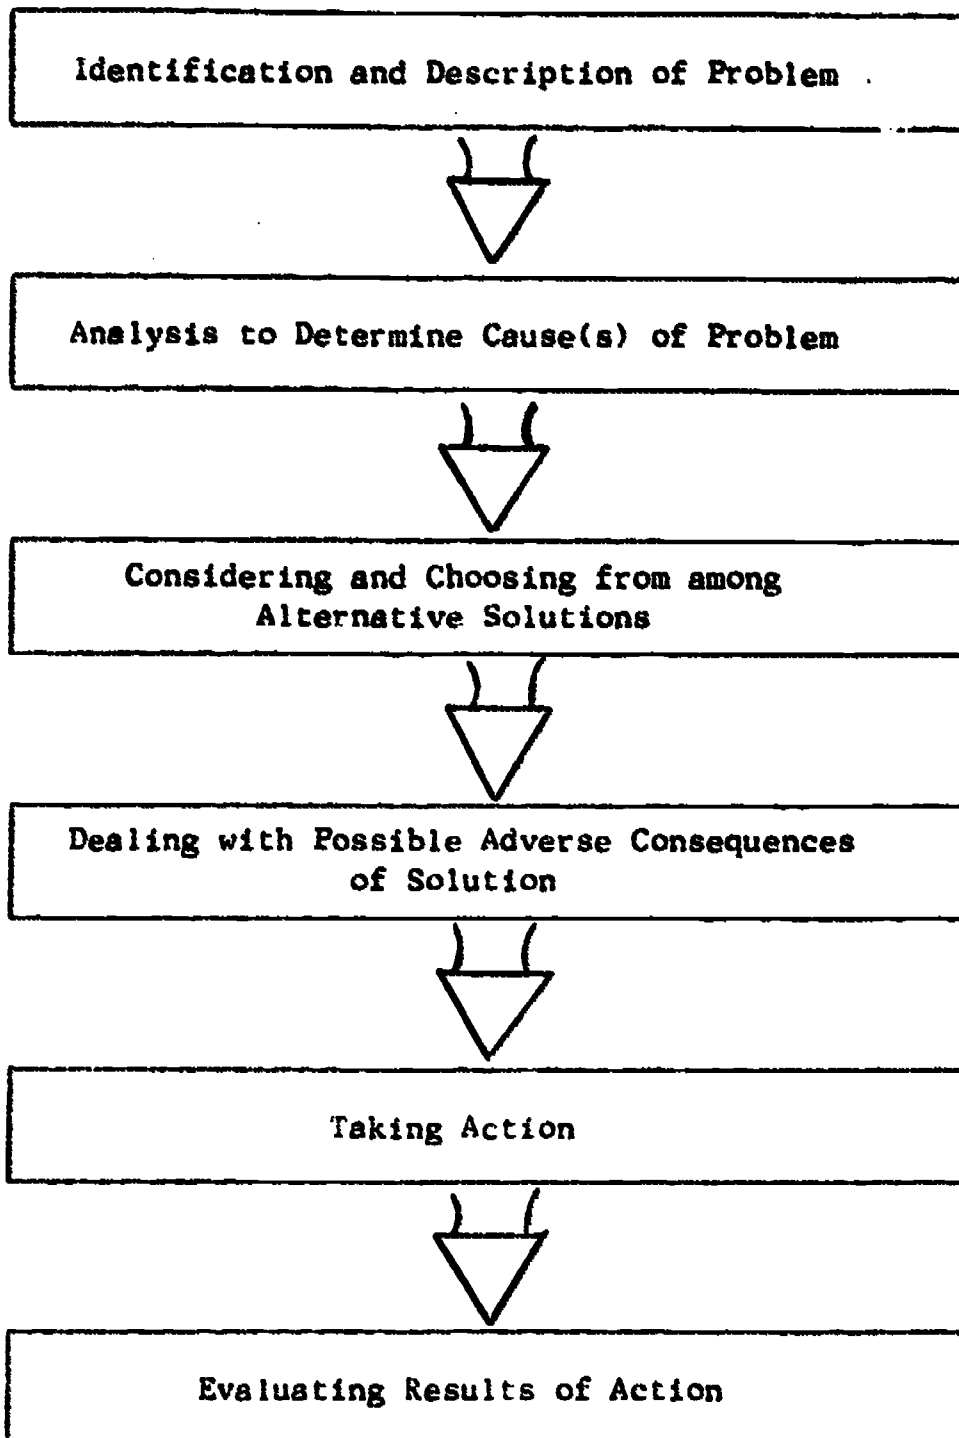 Identification and Description of Problem
Analysis to Determine Cause(s) of Problem
Considering and Choosing from among
Alternative Solutions
Dealing with Possible Adverse Consequences
of Solution
Taking Action
Evaluating Results of Action